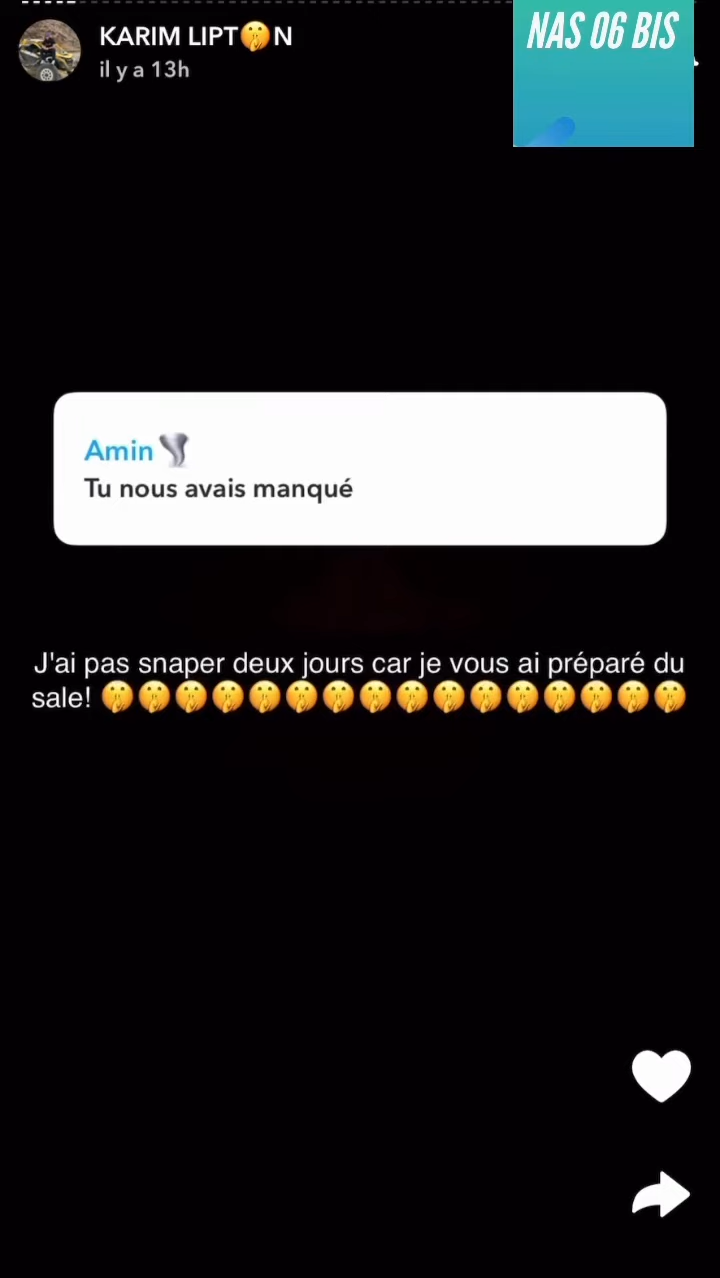 KARIM LIPT🤫N
il y a 13h
NAS 06 BIS
Amin🌪️
Tu nous avais manqué
J'ai pas snaper deux jours car je vous ai préparé du
sale! 🤫🤫🤫🤫🤫🤫🤫🤫🤫🤫🤫🤫🤫🤫🤫🤫